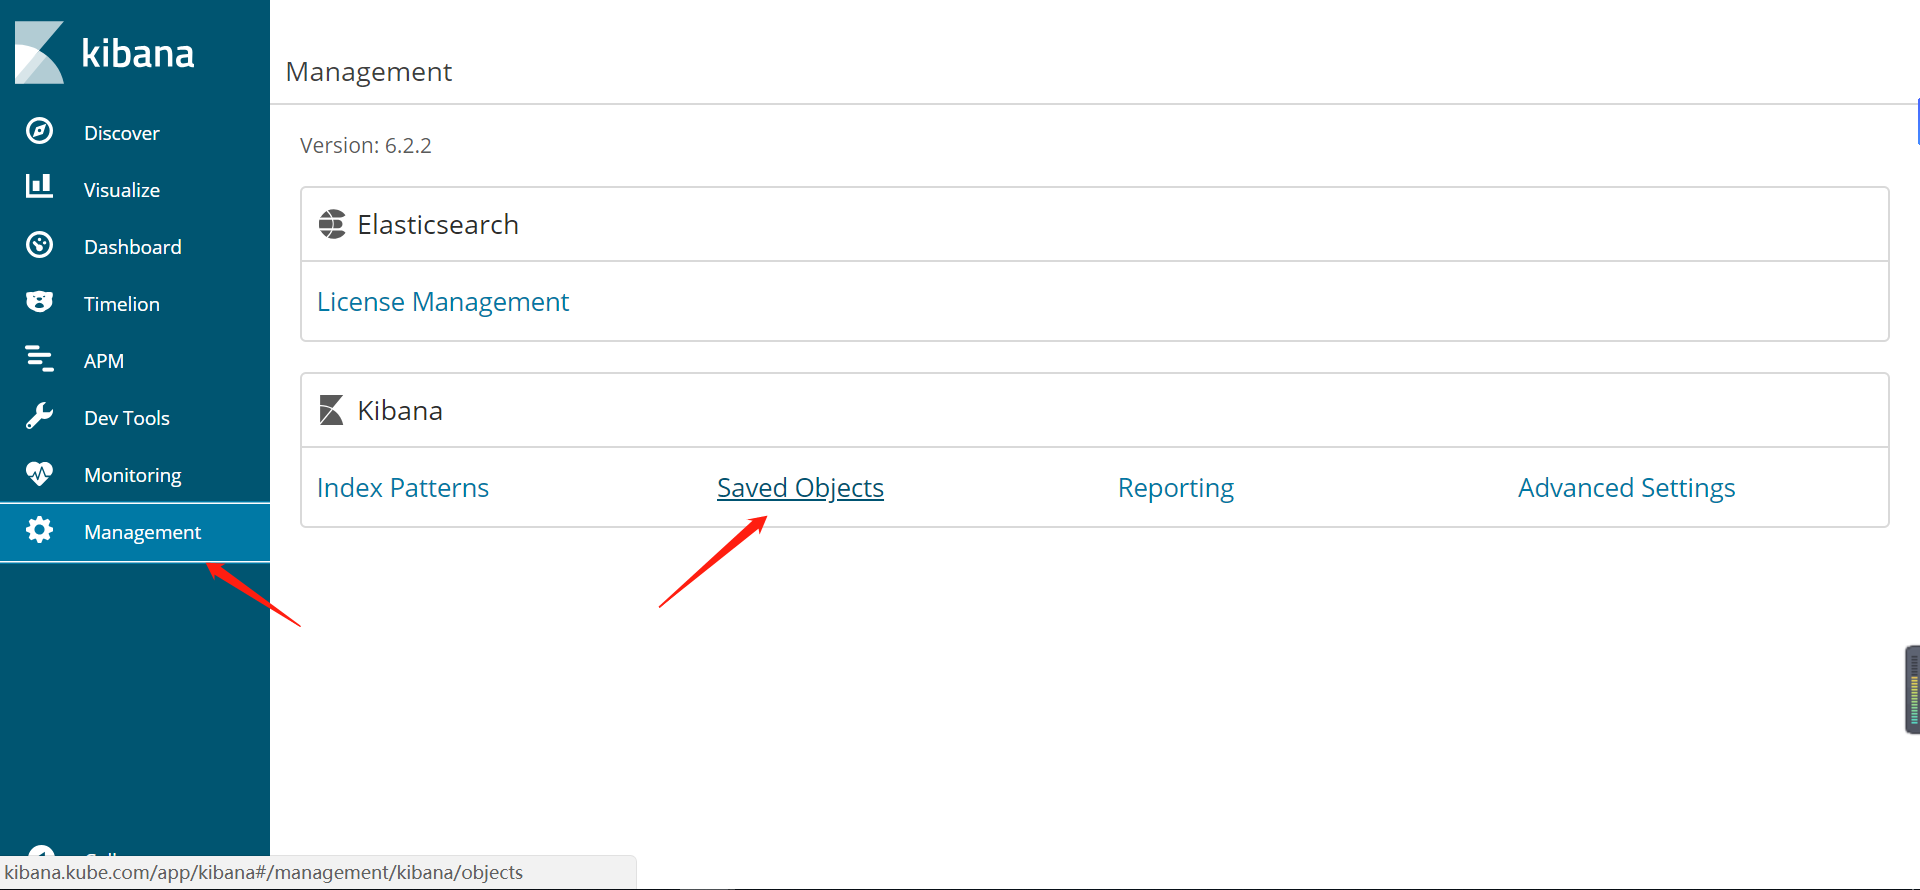 kibana
Discover
Visualize
Dashboard
Timelion
APM
Dev Tools
Monitoring
Management
Management
Version: 6.2.2
Elasticsearch
License Management
Kibana
Index Patterns
Saved Objects
Reporting
Advanced Settings
kibana.kube.com/app/kibana#/management/kibana/objects